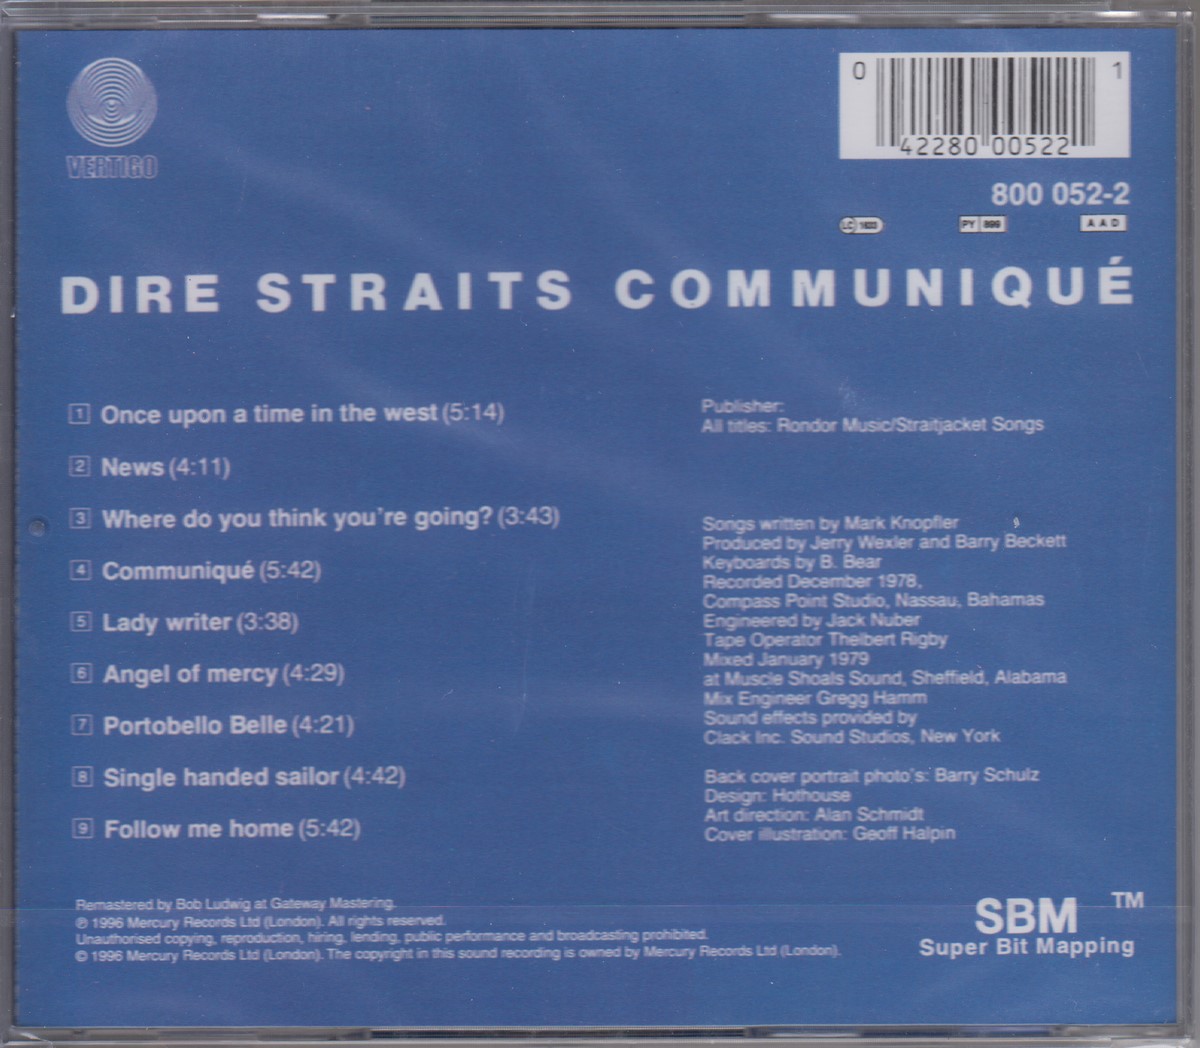 VERTIGO
0 42280 00522 1
800 052-2
LC 1633
PY 899
AAD
DIRE STRAITS COMMUNIQUÉ
1 Once upon a time in the west (5:14)
2 News (4:11)
3 Where do you think you're going? (3:43)
4 Communiqué (5:42)
5 Lady writer (3:38)
6 Angel of mercy (4:29)
7 Portobello Belle (4:21)
8 Single handed sailor (4:42)
9 Follow me home (5:42)
Publisher:
All titles: Rondor Music/Straitjacket Songs
Songs written by Mark Knopfler
Produced by Jerry Wexler and Barry Beckett
Keyboards by B. Bear
Recorded December 1978,
Compass Point Studio, Nassau, Bahamas
Engineered by Jack Nuber
Tape Operator Thelbert Rigby
Mixed January 1979
at Muscle Shoals Sound, Sheffield, Alabama
Mix Engineer Gregg Hamm
Sound effects provided by
Clack Inc. Sound Studios, New York
Back cover portrait photo's: Barry Schulz
Design: Hothouse
Art direction: Alan Schmidt
Cover illustration: Geoff Halpin
Remastered by Bob Ludwig at Gateway Mastering.
℗ 1996 Mercury Records Ltd (London). All rights reserved.
Unauthorised copying, reproduction, hiring, lending, public performance and broadcasting prohibited.
© 1996 Mercury Records Ltd (London). The copyright in this sound recording is owned by Mercury Records Ltd (London).
SBM TM
Super Bit Mapping